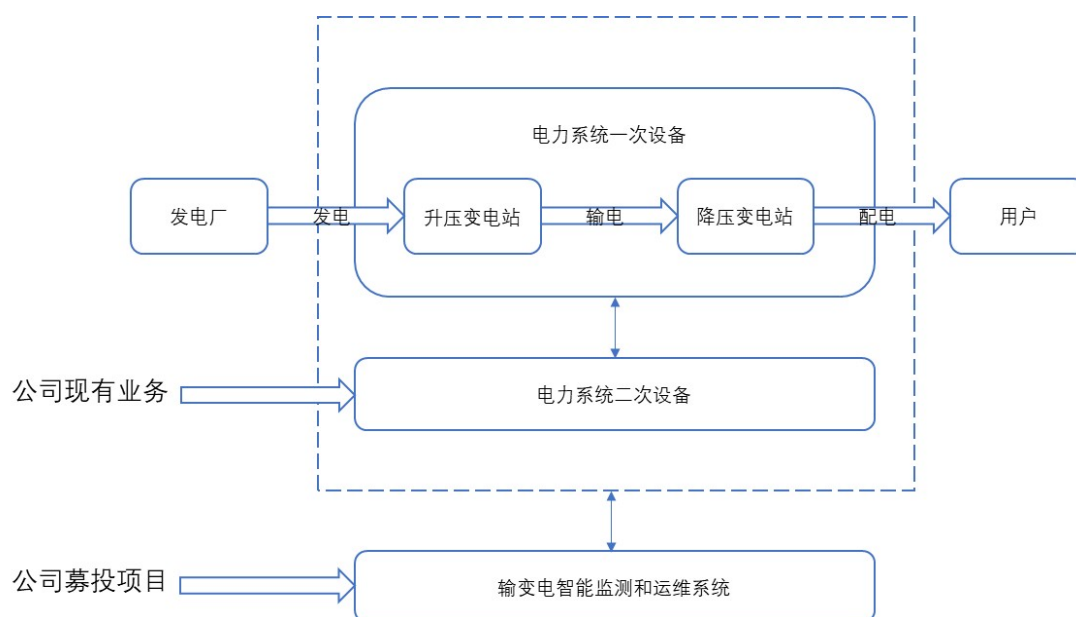 电力系统一次设备
发电厂
发电
升压变电站
输电
降压变电站
配电
用户
公司现有业务
电力系统二次设备
公司募投项目
输变电智能监测和运维系统